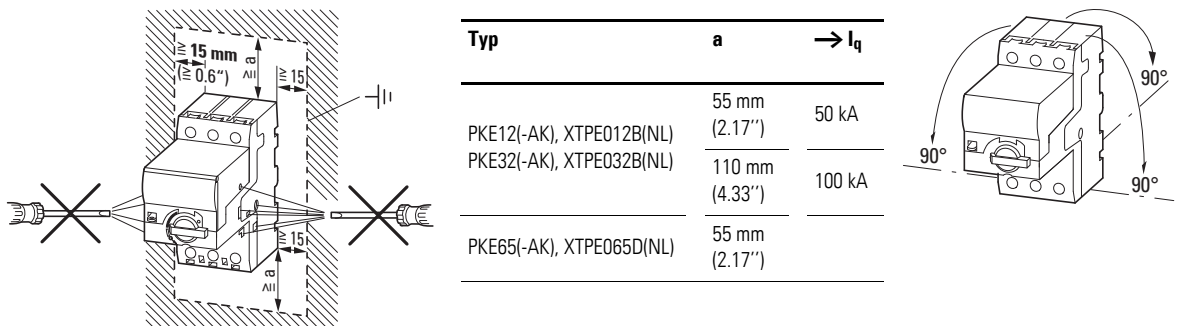 ≧ 15 mm
(≧ 0.6“)
≧ a
≧ 15
≧ 15
≧ a
Typ a → Iq
PKE12(-AK), XTPE012B(NL)
PKE32(-AK), XTPE032B(NL)
55 mm
(2.17’’)
50 kA
110 mm
(4.33’’)
100 kA
PKE65(-AK), XTPE065D(NL)
55 mm
(2.17’’)
90°
90°
90°